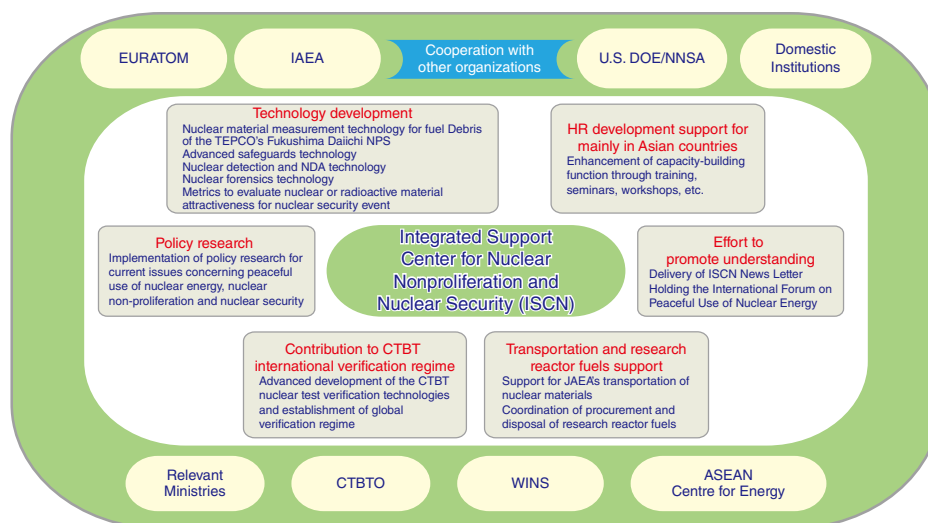 EURATOM
IAEA
Cooperation with
other organizations
U.S. DOE/NNSA
Domestic
Institutions
Technology development
Nuclear material measurement technology for fuel Debris
of the TEPCO's Fukushima Daiichi NPS
Advanced safeguards technology
Nuclear detection and NDA technology
Nuclear forensics technology
Metrics to evaluate nuclear or radioactive material
attractiveness for nuclear security event
HR development support for
mainly in Asian countries
Enhancement of capacity-building
function through training,
seminars, workshops, etc.
Policy research
Implementation of policy research for
current issues concerning peaceful
use of nuclear energy, nuclear
non-proliferation and nuclear security
Integrated Support
Center for Nuclear
Nonproliferation and
Nuclear Security (ISCN)
Effort to
promote understanding
Delivery of ISCN News Letter
Holding the International Forum on
Peaceful Use of Nuclear Energy
Contribution to CTBT
international verification regime
Advanced development of the CTBT
nuclear test verification technologies
and establishment of global
verification regime
Transportation and research
reactor fuels support
Support for JAEA's transportation of
nuclear materials
Coordination of procurement and
disposal of research reactor fuels
Relevant
Ministries
CTBTO
WINS
ASEAN
Centre for Energy